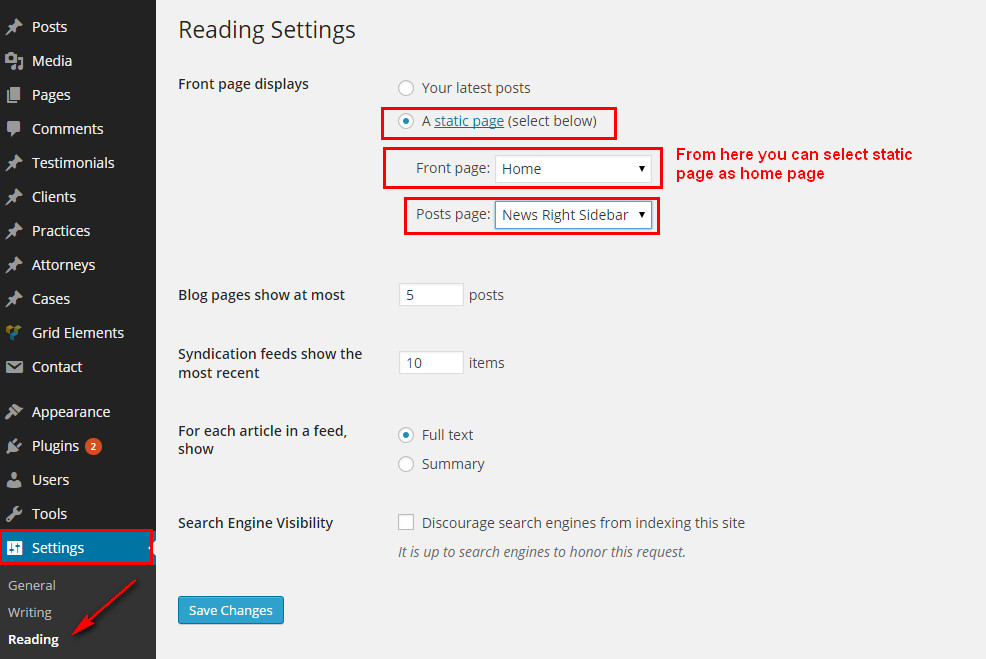 Posts
Media
Pages
Comments
Testimonials
Clients
Practices
Attorneys
Cases
Grid Elements
Contact
Appearance
Plugins 2
Users
Tools
Settings
General
Writing
Reading
Reading Settings
Front page displays
Your latest posts
A static page (select below)
Front page: Home
Posts page: News Right Sidebar
From here you can select static
page as home page
Blog pages show at most
5 posts
Syndication feeds show the
most recent
10 items
For each article in a feed,
show
Full text
Summary
Search Engine Visibility
Discourage search engines from indexing this site
It is up to search engines to honor this request.
Save Changes